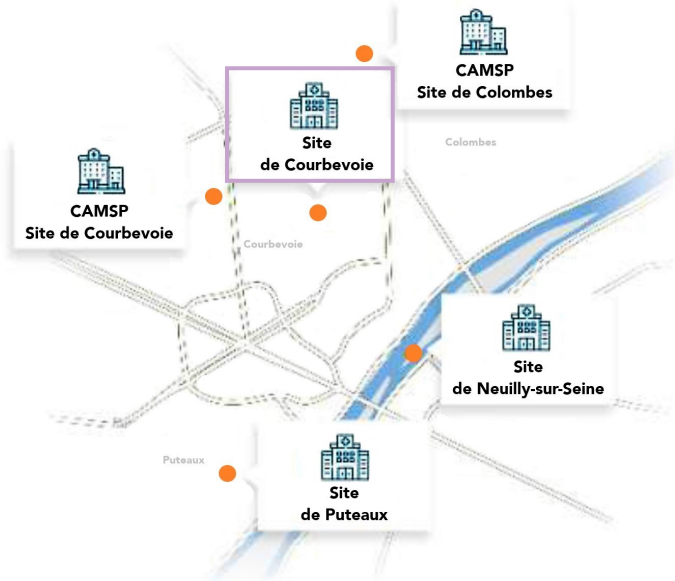 CAMSP
Site de Colombes
Site
de Courbevoie
Colombes
CAMSP
Site de Courbevoie
Courbevoie
Site
de Neuilly-sur-Seine
Puteaux
Site
de Puteaux